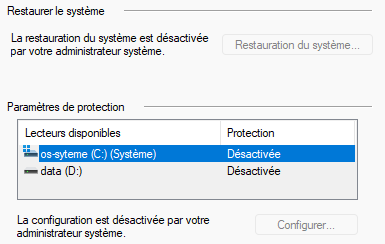 Restaurer le système
La restauration du système est désactivée
par votre administrateur système.
Restauration du système...
Paramètres de protection
Lecteurs disponibles Protection
os-syteme (C:) (Système) Désactivée
data (D:) Désactivée
La configuration est désactivée par votre
administrateur système.
Configurer...